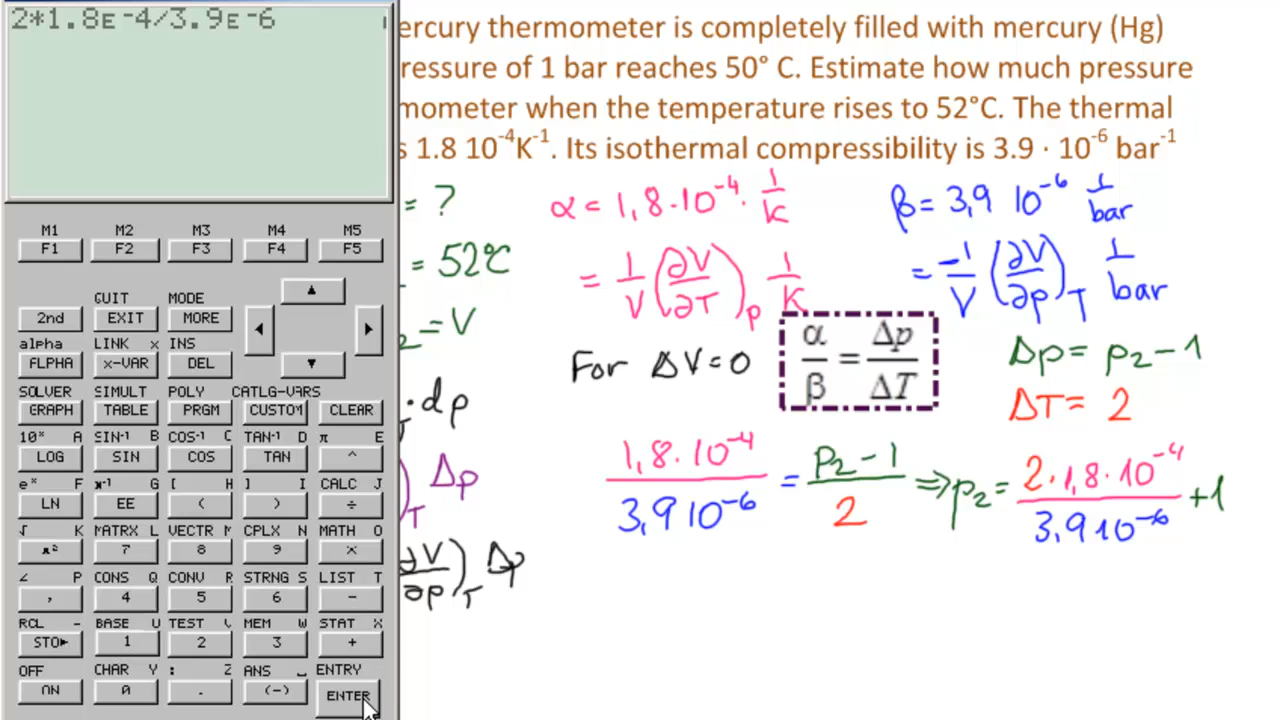 2*1.8E-4/3.9E-6
ercury thermometer is completely filled with mercury (Hg)
ressure of 1 bar reaches 50° C. Estimate how much pressure
mometer when the temperature rises to 52°C. The thermal
s 1.8 10⁻⁴K⁻¹. Its isothermal compressibility is 3.9 · 10⁻⁶ bar⁻¹
= ?
α = 1,8·10⁻⁴· 1/K
β = 3,9 10⁻⁶ 1/bar
= 52°C
= 1/V (∂V/∂T)p 1/K
= -1/V (∂V/∂p)T 1/bar
₂ = V
For ΔV=0
α/β = Δp/ΔT
Δp = p₂ - 1
ΔT = 2
· dp
T
1,8·10⁻⁴/3,9 10⁻⁶ = p₂ - 1/2 => p₂ = 2·1,8·10⁻⁴/3,9 10⁻⁶ + 1
)T Δp
∂V/∂p)T Δp
M1 M2 M3 M4 M5
F1 F2 F3 F4 F5
QUIT MODE
2nd EXIT MORE
alpha LINK x INS
ALPHA x-VAR DEL
SOLVER SIMULT POLY CATLG-VARS
GRAPH TABLE PRGM CUSTOM CLEAR
10ˣ A SIN⁻¹ B COS⁻¹ C TAN⁻¹ D π E
LOG SIN COS TAN ^
eˣ F x⁻¹ G [ H ] I CALC J
LN EE ( ) ÷
√ K MATRX L VECTR M CPLX N MATH O
x² 7 8 9 ×
∠ P CONS Q CONV R STRNG S LIST T
, 4 5 6 -
RCL = BASE U TEST V MEM W STAT X
STO► 1 2 3 +
OFF CHAR Y : Z ANS ␣ ENTRY
ON 0 . (-) ENTER